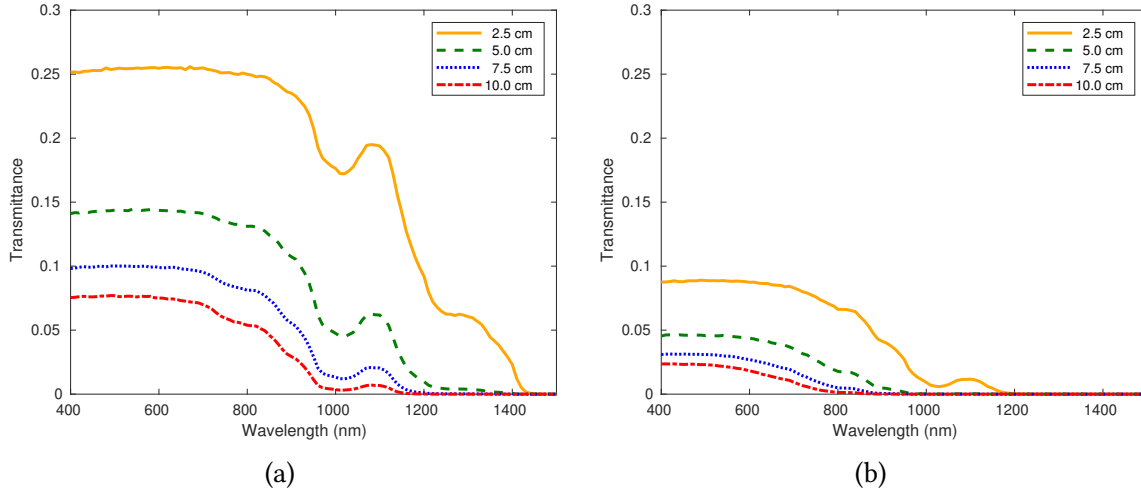 0.3
0.25
0.2
0.15
0.1
0.05
0
Transmittance
400 600 800 1000 1200 1400
Wavelength (nm)
2.5 cm
5.0 cm
7.5 cm
10.0 cm
(a)
0.3
0.25
0.2
0.15
0.1
0.05
0
Transmittance
400 600 800 1000 1200 1400
Wavelength (nm)
2.5 cm
5.0 cm
7.5 cm
10.0 cm
(b)